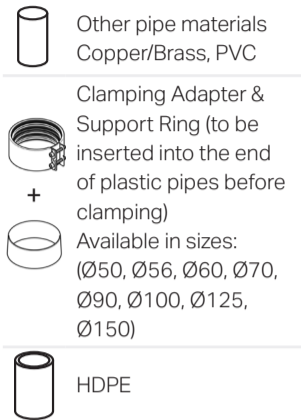 Other pipe materials
Copper/Brass, PVC
Clamping Adapter &
Support Ring (to be
inserted into the end
+
of plastic pipes before
clamping)
Available in sizes:
(Ø50, Ø56, Ø60, Ø70,
Ø90, Ø100, Ø125,
Ø150)
HDPE